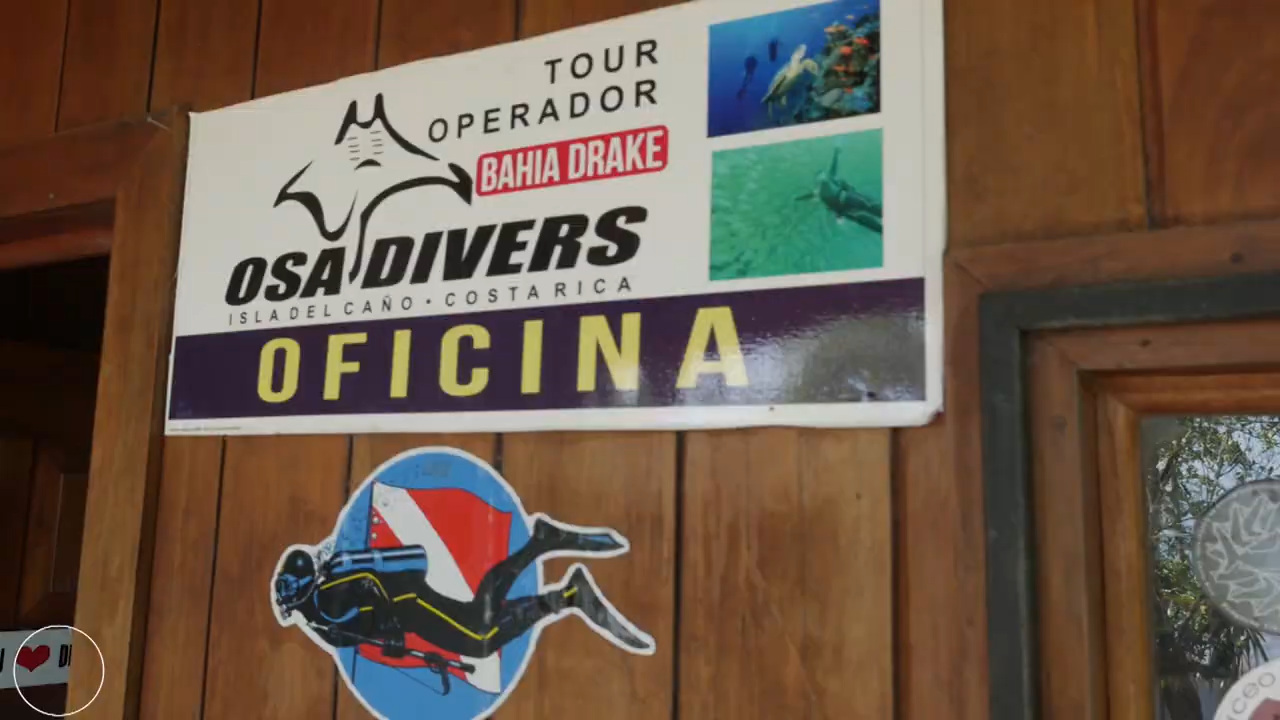 TOUR
OPERADOR
BAHIA DRAKE
OSA DIVERS
ISLA DEL CAÑO • COSTA RICA
OFICINA